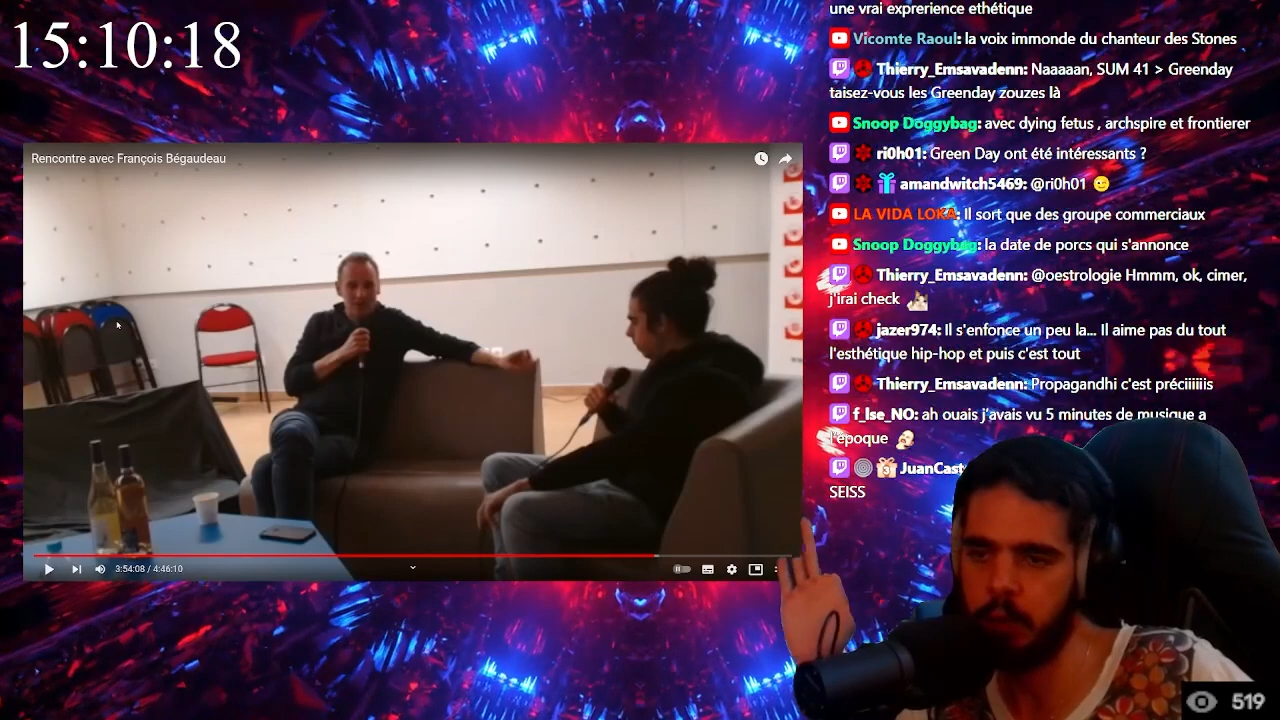 15:10:18
Rencontre avec François Bégaudeau
3:54:08 / 4:46:10
une vrai exprerience ethétique
Vicomte Raoul: la voix immonde du chanteur des Stones
Thierry_Emsavadenn: Naaaaan, SUM 41 > Greenday
taisez-vous les Greenday zouzes là
Snoop Doggybag: avec dying fetus , archspire et frontierer
ri0h01: Green Day ont été intéressants ?
amandwitch5469: @ri0h01
LA VIDA LOKA: Il sort que des groupe commerciaux
Snoop Doggybag: la date de porcs qui s'annonce
Thierry_Emsavadenn: @oestrologie Hmmm, ok, cimer,
j'irai check
jazer974: Il s'enfonce un peu la... Il aime pas du tout
l'esthétique hip-hop et puis c'est tout
Thierry_Emsavadenn: Propagandhi c'est préciiiiiis
f_lse_NO: ah ouais j'avais vu 5 minutes de musique a
l'epoque
JuanCast
SEISS
519